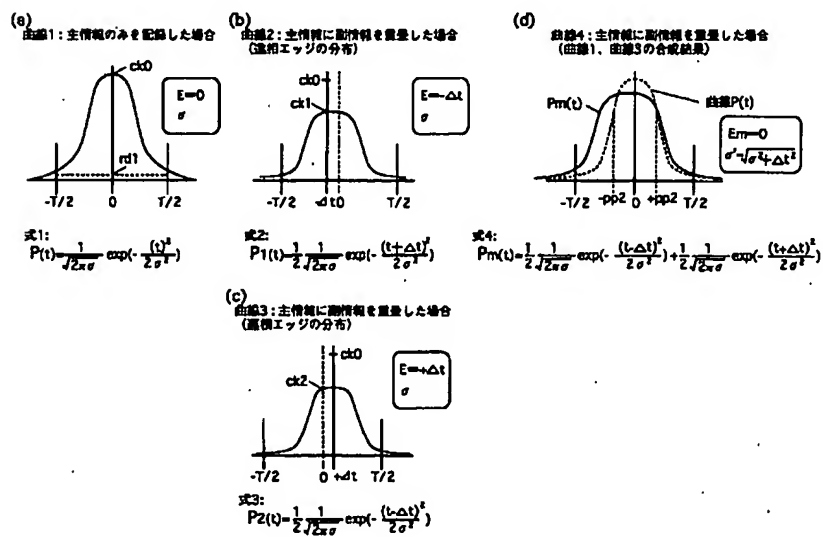 (a)
曲線1:主情報のみを記録した場合
ck0
E=0
σ
rd1
-T/2
0
T/2
式1:
P(t)=1/√2πσ exp(-(t)²/2σ²)
(b)
曲線2:主情報に副情報を重畳した場合
(進相エッジの分布)
ck0
ck1
E=-Δt
σ
-T/2
-Δt0
T/2
式2:
P1(t)=1/2 1/√2πσ exp(-(t+Δt)²/2σ²)
(c)
曲線3:主情報に副情報を重畳した場合
(遅相エッジの分布)
ck0
ck2
E=+Δt
σ
-T/2
0
+Δt
T/2
式3:
P2(t)=1/2 1/√2πσ exp(-(t-Δt)²/2σ²)
(d)
曲線4:主情報に副情報を重畳した場合
(曲線1、曲線3の合成結果)
Pm(t)
曲線P(t)
Em=0
σ'=√σ²+Δt²
-T/2
-pp2
0
+pp2
T/2
式4:
Pm(t)=1/2 1/√2πσ exp(-(t-Δt)²/2σ²)+1/2 1/√2πσ exp(-(t+Δt)²/2σ²)